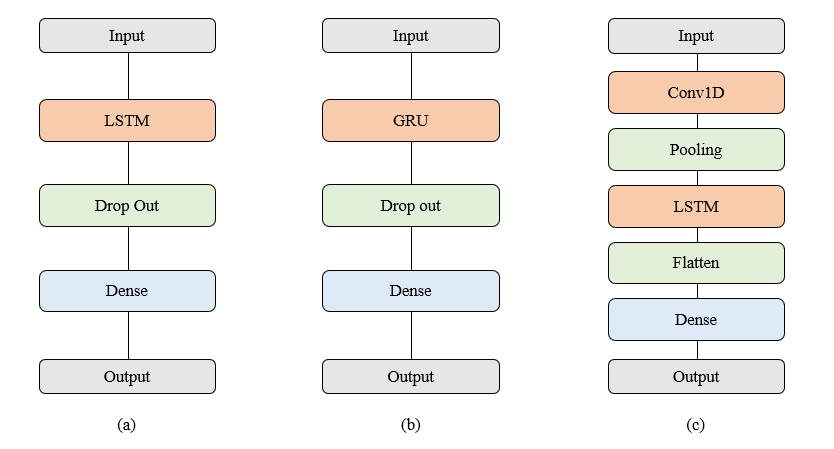 Input
LSTM
Drop Out
Dense
Output
(a)
Input
GRU
Drop out
Dense
Output
(b)
Input
Conv1D
Pooling
LSTM
Flatten
Dense
Output
(c)